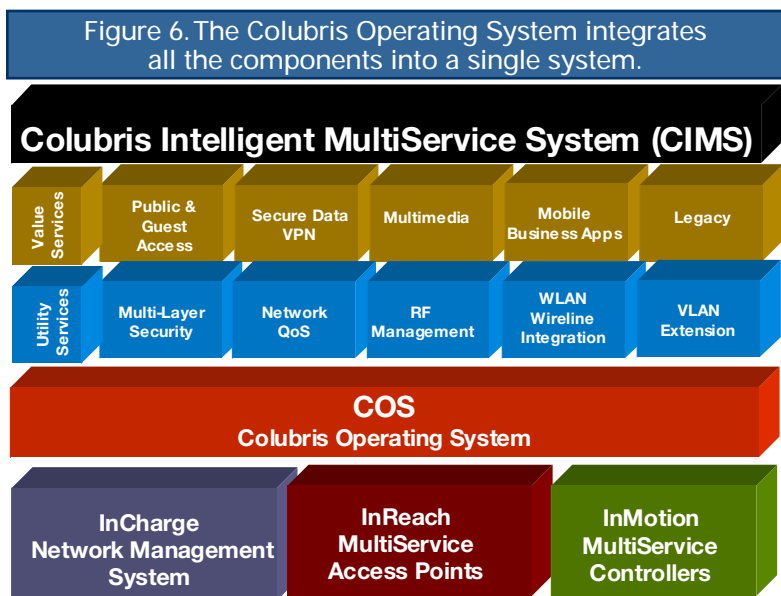 Figure 6. The Colubris Operating System integrates
all the components into a single system.
Colubris Intelligent MultiService System (CIMS)
Value
Services
Public &
Guest
Access
Secure Data
VPN
Multimedia
Mobile
Business Apps
Legacy
Utility
Services
Multi-Layer
Security
Network
QoS
RF
Management
WLAN
Wireline
Integration
VLAN
Extension
COS
Colubris Operating System
InCharge
Network Management
System
InReach
MultiService
Access Points
InMotion
MultiService
Controllers